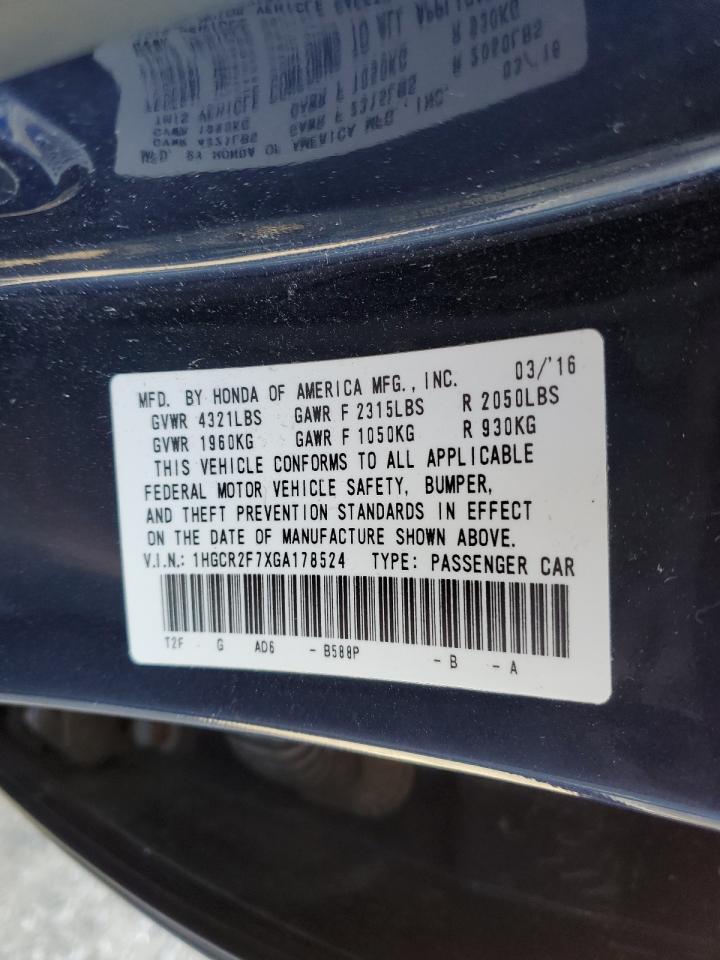 MFD. BY HONDA OF AMERICA MFG., INC. 03/'16
GVWR 4321LBS GAWR F 2315LBS R 2050LBS
GVWR 1960KG GAWR F 1050KG R 930KG
THIS VEHICLE CONFORMS TO ALL APPLICABLE
FEDERAL MOTOR VEHICLE SAFETY, BUMPER,
AND THEFT PREVENTION STANDARDS IN EFFECT
ON THE DATE OF MANUFACTURE SHOWN ABOVE.
V.I.N.: 1HGCR2F7XGA178524 TYPE: PASSENGER CAR
T2F G AD6 - B588P - B - A